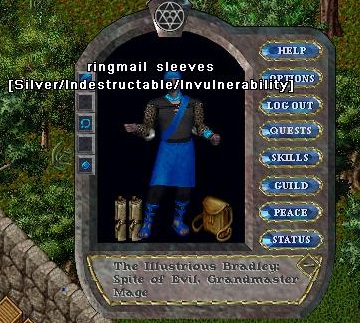 ringmail sleeves
[Silver/Indestructable/Invulnerability]
HELP
OPTIONS
LOG OUT
QUESTS
SKILLS
GUILD
PEACE
STATUS
The Illustrious Bradley;
Spite of Evil, Grandmaster
Mage